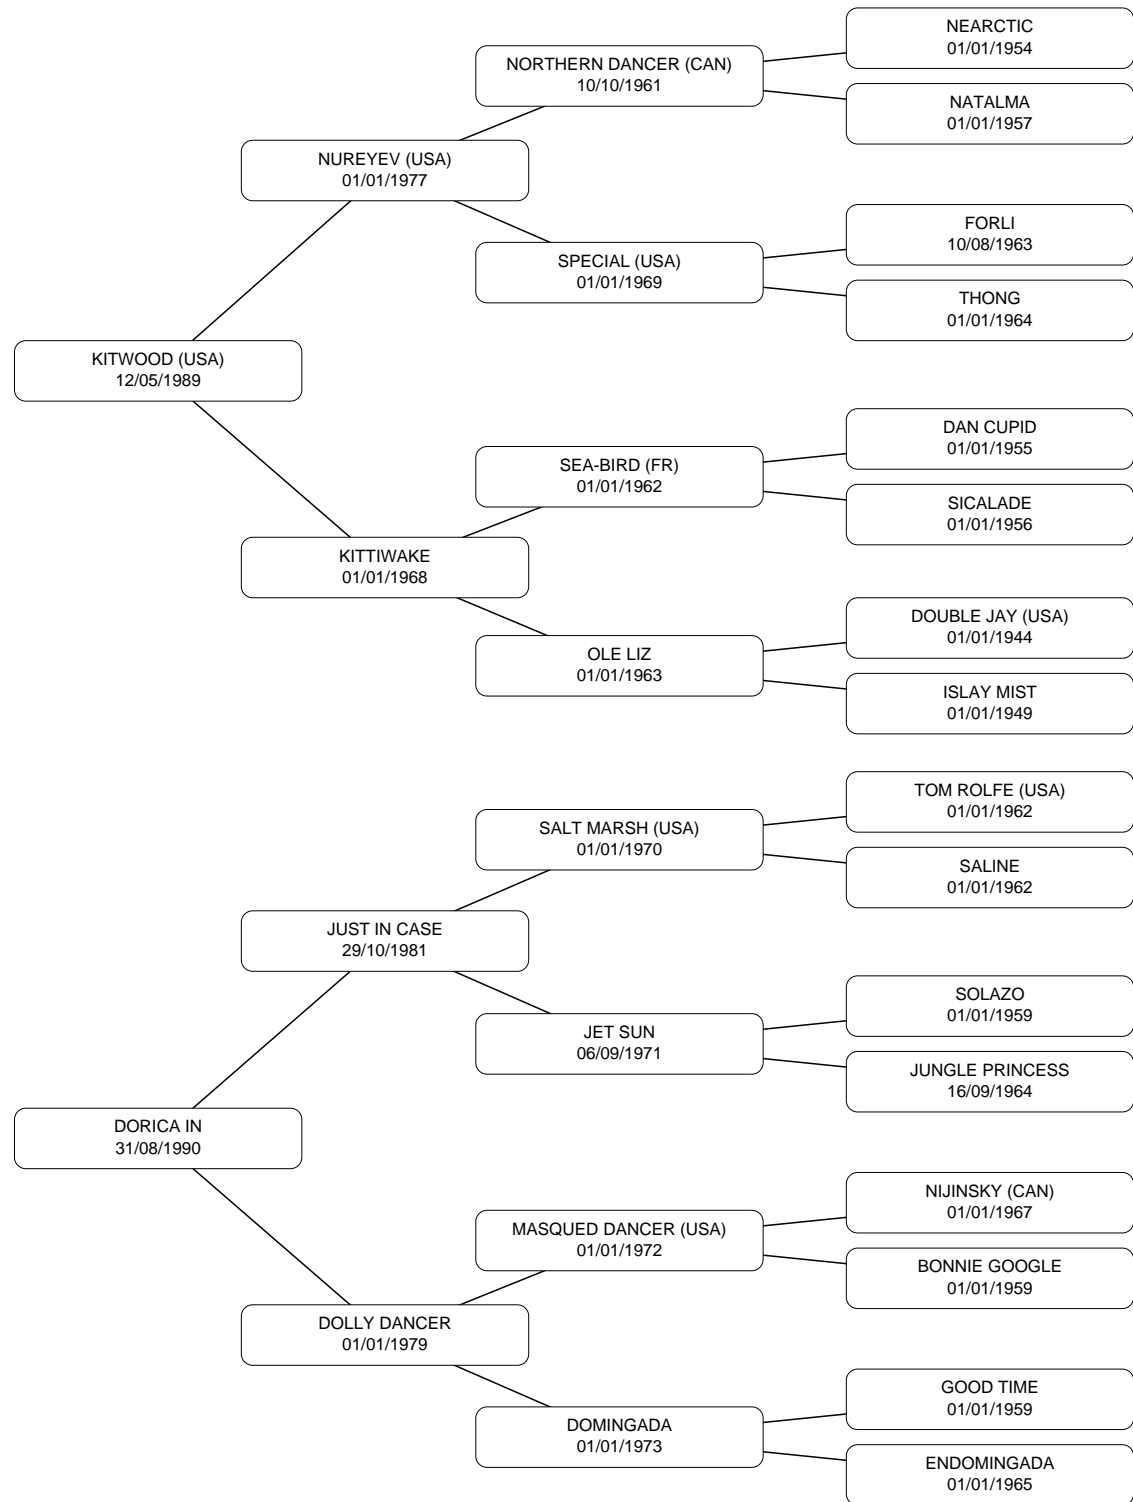 NEARCTIC
01/01/1954
NORTHERN DANCER (CAN)
10/10/1961
NATALMA
01/01/1957
NUREYEV (USA)
01/01/1977
FORLI
10/08/1963
SPECIAL (USA)
01/01/1969
THONG
01/01/1964
KITWOOD (USA)
12/05/1989
DAN CUPID
01/01/1955
SEA-BIRD (FR)
01/01/1962
SICALADE
01/01/1956
KITTIWAKE
01/01/1968
DOUBLE JAY (USA)
01/01/1944
OLE LIZ
01/01/1963
ISLAY MIST
01/01/1949
TOM ROLFE (USA)
01/01/1962
SALT MARSH (USA)
01/01/1970
SALINE
01/01/1962
JUST IN CASE
29/10/1981
SOLAZO
01/01/1959
JET SUN
06/09/1971
JUNGLE PRINCESS
16/09/1964
DORICA IN
31/08/1990
NIJINSKY (CAN)
01/01/1967
MASQUED DANCER (USA)
01/01/1972
BONNIE GOOGLE
01/01/1959
DOLLY DANCER
01/01/1979
GOOD TIME
01/01/1959
DOMINGADA
01/01/1973
ENDOMINGADA
01/01/1965